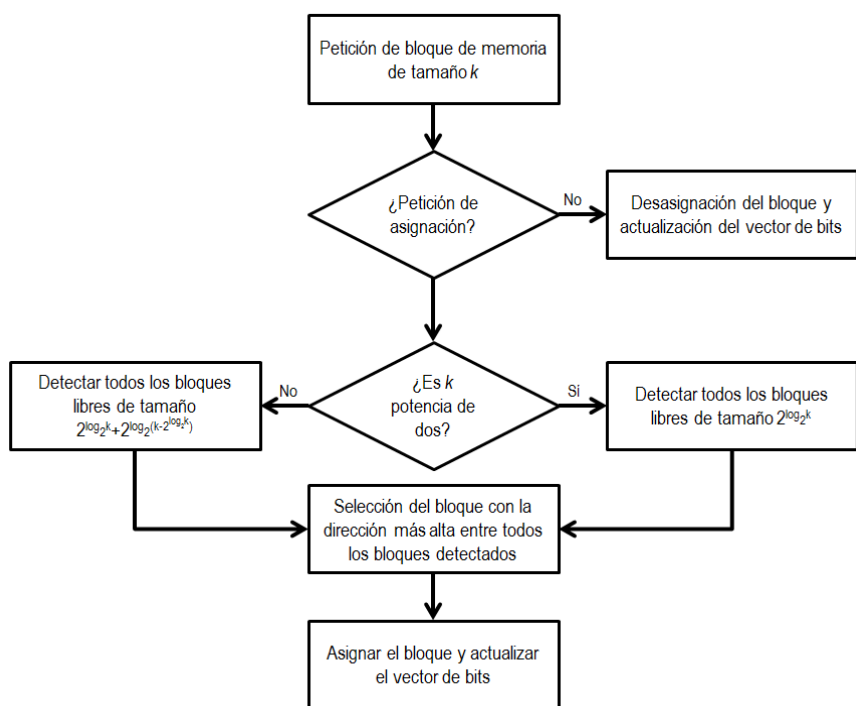 Petición de bloque de memoria
de tamaño k
¿Petición de
asignación?
No
Desasignación del bloque y
actualización del vector de bits
Detectar todos los bloques
libres de tamaño
2^log₂k+2^log₂(k-2^log₂k)
No
¿Es k
potencia de
dos?
Si
Detectar todos los bloques
libres de tamaño 2^log₂k
Selección del bloque con la
dirección más alta entre todos
los bloques detectados
Asignar el bloque y actualizar
el vector de bits